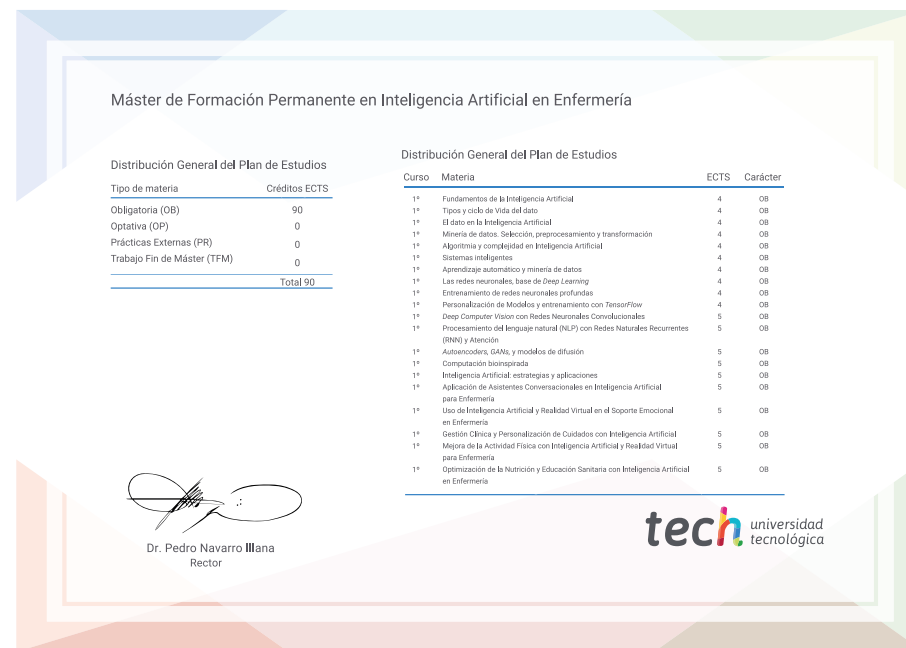 Máster de Formación Permanente en Inteligencia Artificial en Enfermería
Distribución General del Plan de Estudios
Tipo de materia Créditos ECTS
Obligatoria (OB) 90
Optativa (OP) 0
Prácticas Externas (PR) 0
Trabajo Fin de Máster (TFM) 0
Total 90
Distribución General del Plan de Estudios
Curso Materia ECTS Carácter
1º Fundamentos de la Inteligencia Artificial 4 OB
1º Tipos y ciclo de Vida del dato 4 OB
1º El dato en la Inteligencia Artificial 4 OB
1º Minería de datos. Selección, preprocesamiento y transformación 4 OB
1º Algoritmia y complejidad en Inteligencia Artificial 4 OB
1º Sistemas inteligentes 4 OB
1º Aprendizaje automático y minería de datos 4 OB
1º Las redes neuronales, base de Deep Learning 4 OB
1º Entrenamiento de redes neuronales profundas 4 OB
1º Personalización de Modelos y entrenamiento con TensorFlow 4 OB
1º Deep Computer Vision con Redes Neuronales Convolucionales 5 OB
1º Procesamiento del lenguaje natural (NLP) con Redes Naturales Recurrentes 5 OB
(RNN) y Atención
1º Autoencoders, GANs, y modelos de difusión 5 OB
1º Computación bioinspirada 5 OB
1º Inteligencia Artificial: estrategias y aplicaciones 5 OB
1º Aplicación de Asistentes Conversacionales en Inteligencia Artificial 5 OB
para Enfermería
1º Uso de Inteligencia Artificial y Realidad Virtual en el Soporte Emocional 5 OB
en Enfermería
1º Gestión Clínica y Personalización de Cuidados con Inteligencia Artificial 5 OB
1º Mejora de la Actividad Física con Inteligencia Artificial y Realidad Virtual 5 OB
para Enfermería
1º Optimización de la Nutrición y Educación Sanitaria con Inteligencia Artificial 5 OB
en Enfermería
Dr. Pedro Navarro Illana
Rector
tech universidad
tecnológica